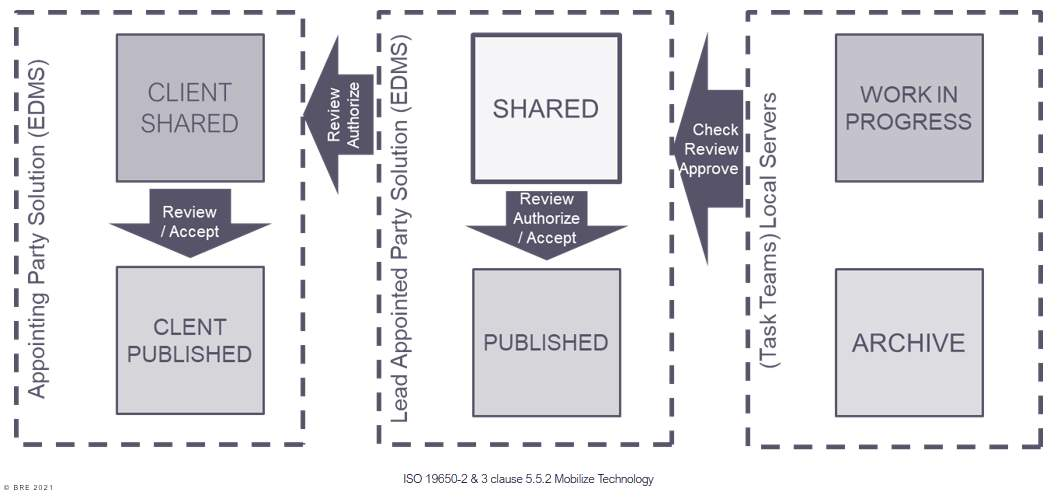 Appointing Party Solution (EDMS)
CLIENT
SHARED
Review
/ Accept
CLENT
PUBLISHED
Review
Authorize
Lead Appointed Party Solution (EDMS)
SHARED
Review
Authorize
/ Accept
PUBLISHED
Check
Review
Approve
(Task Teams) Local Servers
WORK IN
PROGRESS
ARCHIVE
ISO 19650-2 & 3 clause 5.5.2 Mobilize Technology
© BRE 2021